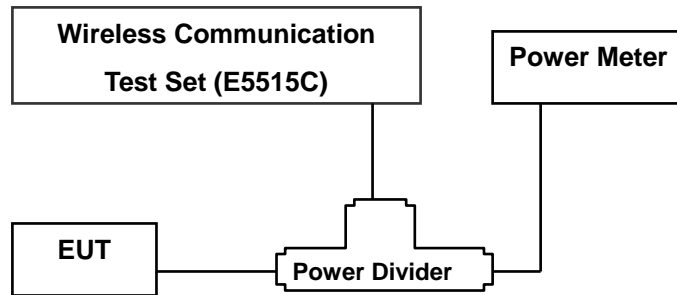 Wireless Communication
Test Set (E5515C)
Power Meter
EUT
Power Divider